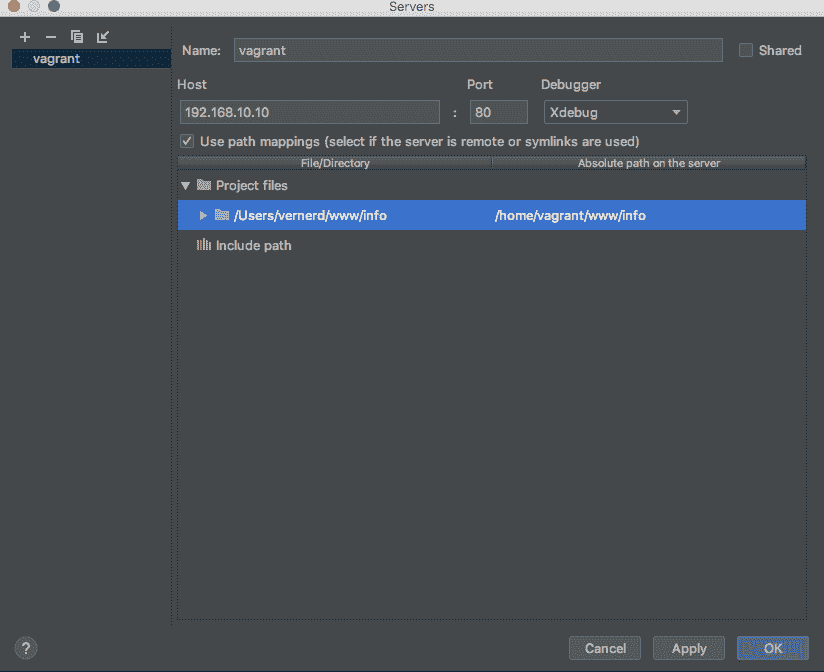 Servers
vagrant
Name: vagrant Shared
Host Port Debugger
192.168.10.10 : 80 Xdebug
Use path mappings (select if the server is remote or symlinks are used)
File/Directory Absolute path on the server
Project files
/Users/vernerd/www/info /home/vagrant/www/info
Include path
? Cancel Apply OK